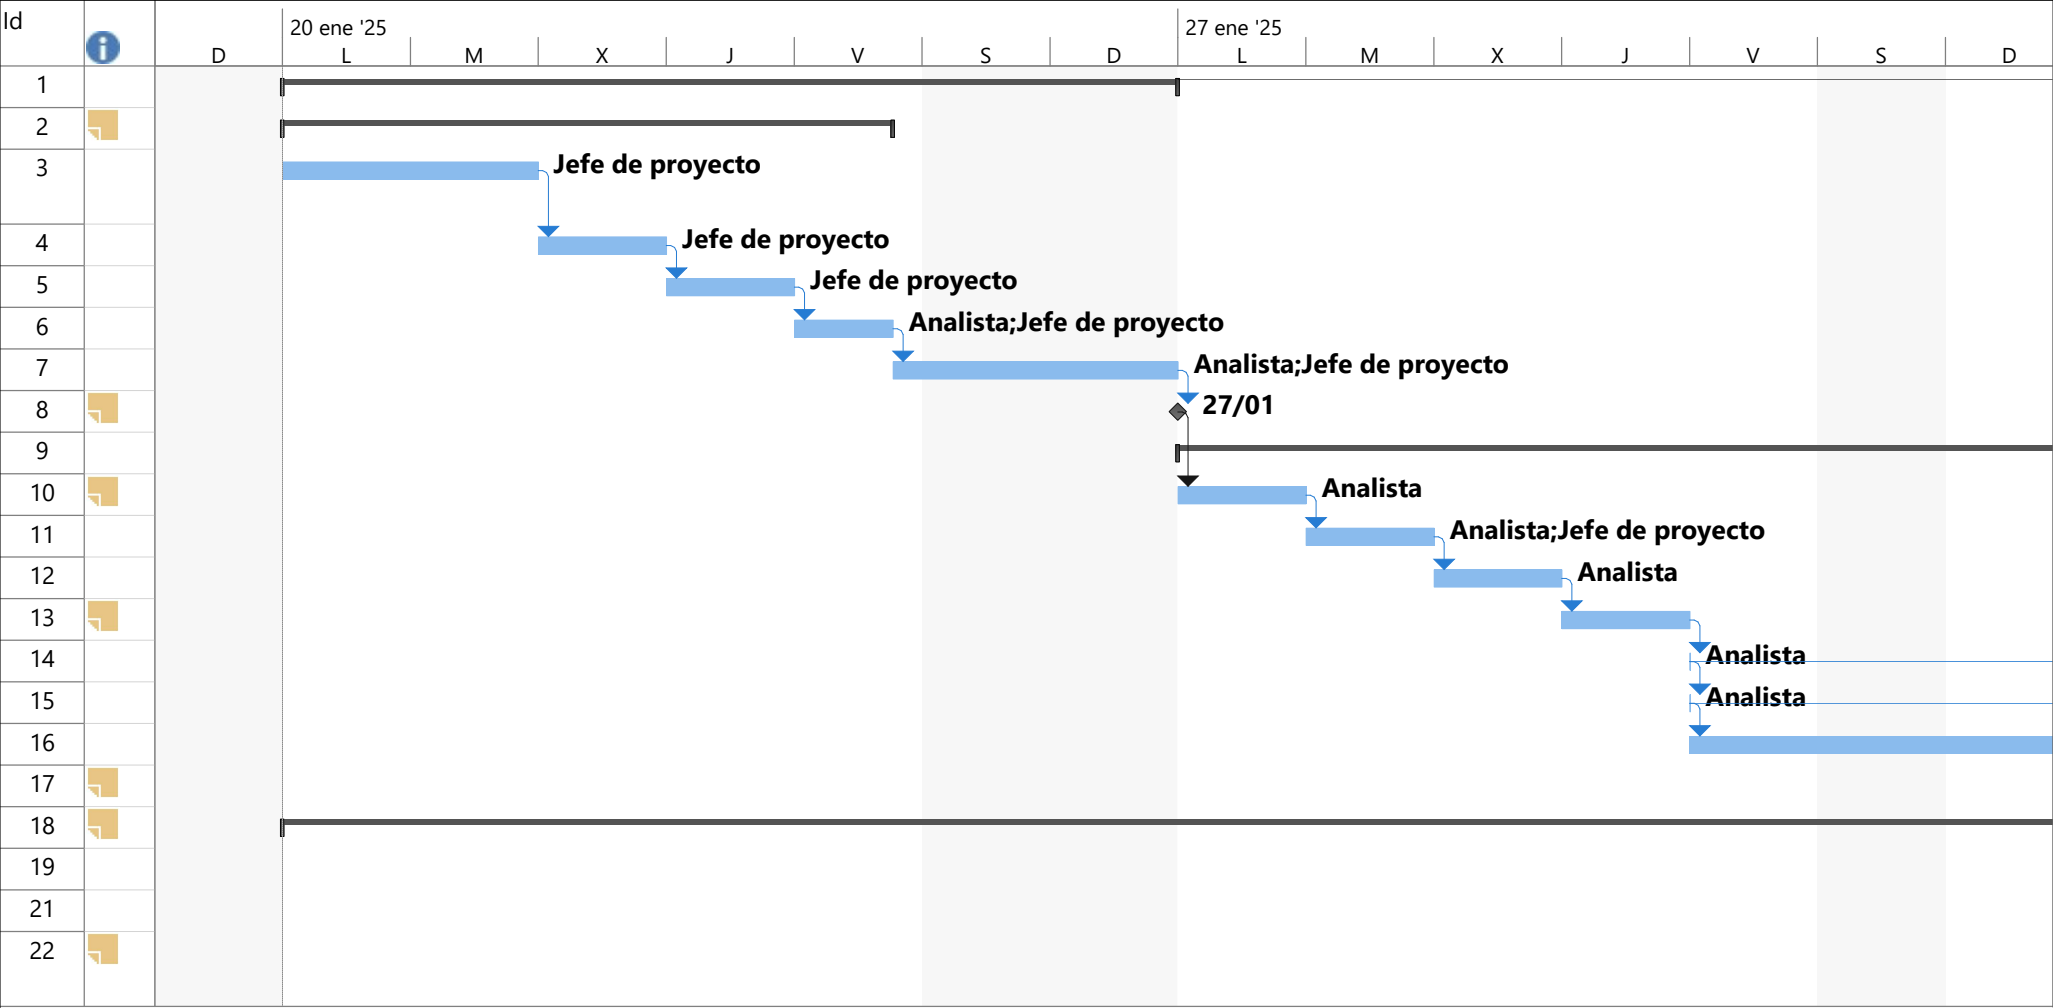 Id
20 ene '25 27 ene '25
D L M X J V S D L M X J V S D
1
2
3 Jefe de proyecto
4 Jefe de proyecto
5 Jefe de proyecto
6 Analista;Jefe de proyecto
7 Analista;Jefe de proyecto
8 27/01
9
10 Analista
11 Analista;Jefe de proyecto
12 Analista
13
14 Analista
15 Analista
16
17
18
19
21
22